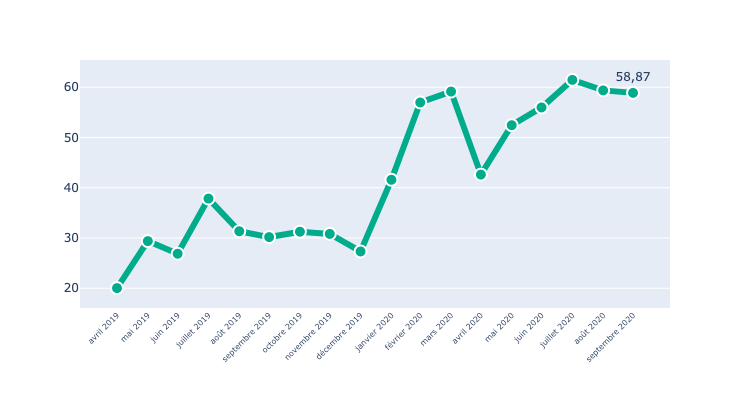 58,87
60
50
40
30
20
avril 2019
mai 2019
juin 2019
juillet 2019
août 2019
septembre 2019
octobre 2019
novembre 2019
décembre 2019
janvier 2020
février 2020
mars 2020
avril 2020
mai 2020
juin 2020
juillet 2020
août 2020
septembre 2020